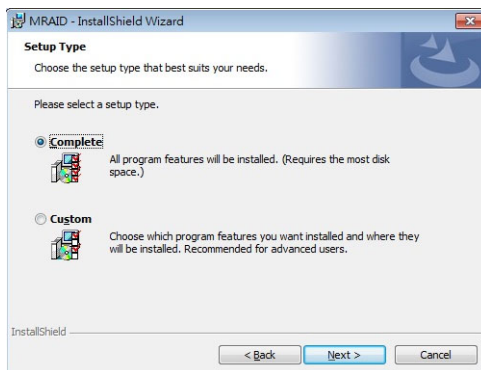 MRAID - InstallShield Wizard
Setup Type
Choose the setup type that best suits your needs.
Please select a setup type.
Complete
All program features will be installed. (Requires the most disk
space.)
Custom
Choose which program features you want installed and where they
will be installed. Recommended for advanced users.
InstallShield
< Back Next > Cancel